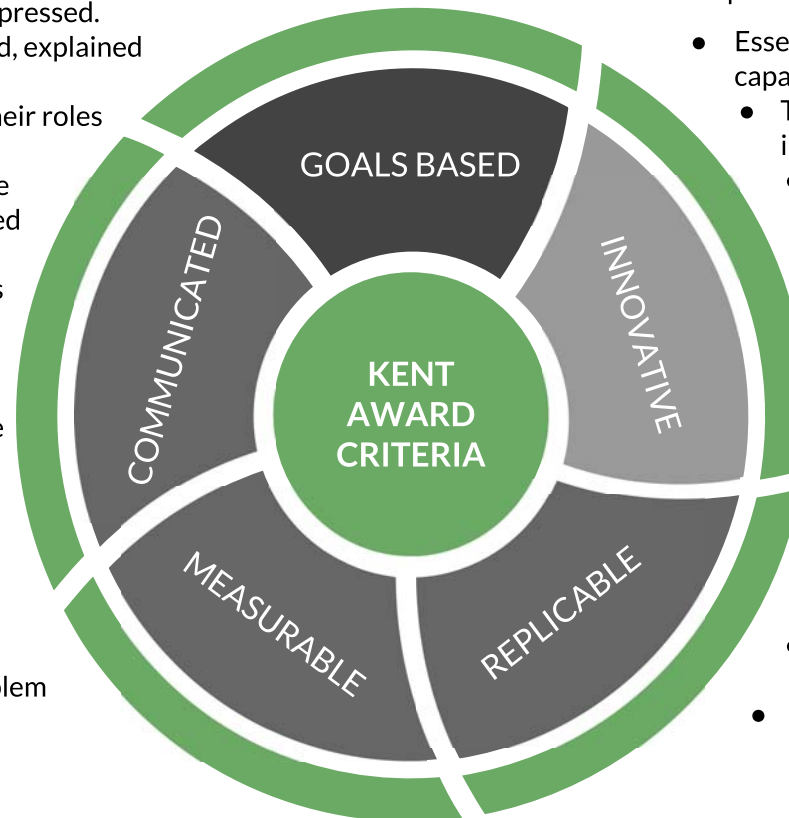 pressed.
d, explained
heir roles
e
ed
s
e
blem
GOALS BASED
INNOVATIVE
REPLICABLE
MEASURABLE
COMMUNICATED
KENT
AWARD
CRITERIA
• Esse
capa
• T
i
•
•
•